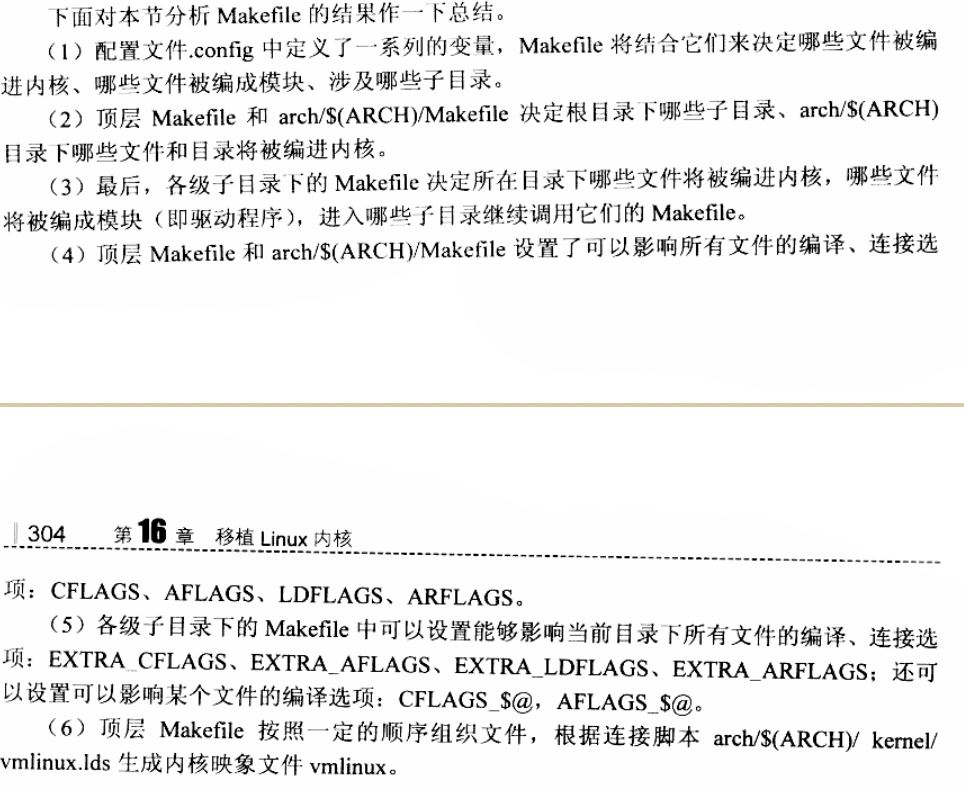 下面对本节分析 Makefile 的结果作一下总结。
（1）配置文件.config 中定义了一系列的变量，Makefile 将结合它们来决定哪些文件被编
进内核、哪些文件被编成模块、涉及哪些子目录。
（2）顶层 Makefile 和 arch/$(ARCH)/Makefile 决定根目录下哪些子目录、arch/$(ARCH)
目录下哪些文件和目录将被编进内核。
（3）最后，各级子目录下的 Makefile 决定所在目录下哪些文件将被编进内核，哪些文件
将被编成模块（即驱动程序），进入哪些子目录继续调用它们的 Makefile。
（4）顶层 Makefile 和 arch/$(ARCH)/Makefile 设置了可以影响所有文件的编译、连接选
304 第16章 移植 Linux 内核
项：CFLAGS、AFLAGS、LDFLAGS、ARFLAGS。
（5）各级子目录下的 Makefile 中可以设置能够影响当前目录下所有文件的编译、连接选
项：EXTRA_CFLAGS、EXTRA_AFLAGS、EXTRA_LDFLAGS、EXTRA_ARFLAGS；还可
以设置可以影响某个文件的编译选项：CFLAGS_$@，AFLAGS_$@。
（6）顶层 Makefile 按照一定的顺序组织文件，根据连接脚本 arch/$(ARCH)/ kernel/
vmlinux.lds 生成内核映象文件 vmlinux。